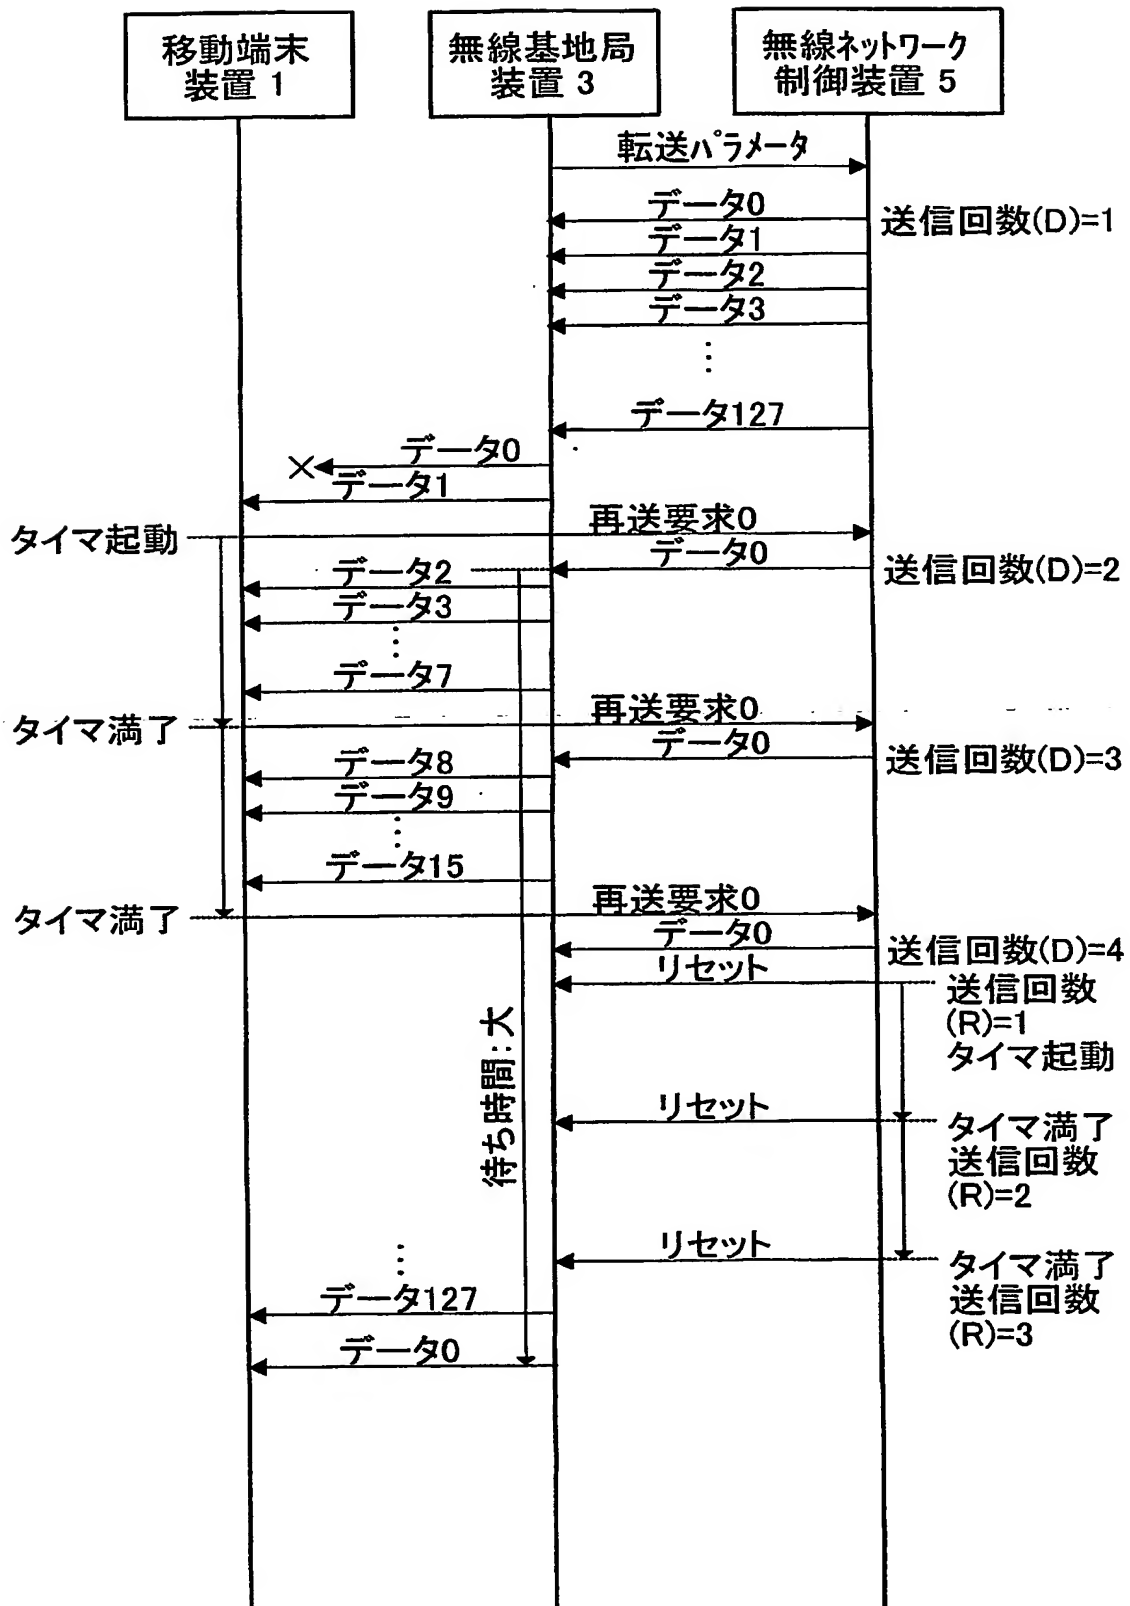 移動端末
装置 1
無線基地局
装置 3
無線ネットワーク
制御装置 5
転送パラメータ
データ0
送信回数(D)=1
データ1
データ2
データ3
データ127
データ0
データ1
再送要求0
タイマ起動
データ0
送信回数(D)=2
データ2
データ3
データ7
再送要求0
タイマ満了
データ0
送信回数(D)=3
データ8
データ9
データ15
再送要求0
タイマ満了
データ0
送信回数(D)=4
リセット
送信回数
(R)=1
タイマ起動
待ち時間:大
リセット
タイマ満了
送信回数
(R)=2
リセット
タイマ満了
送信回数
(R)=3
データ127
データ0